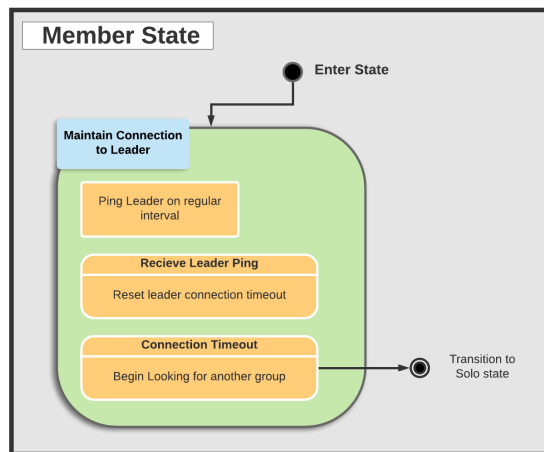 Member State
Enter State
Maintain Connection
to Leader
Ping Leader on regular
interval
Recieve Leader Ping
Reset leader connection timeout
Connection Timeout
Begin Looking for another group
Transition to
Solo state